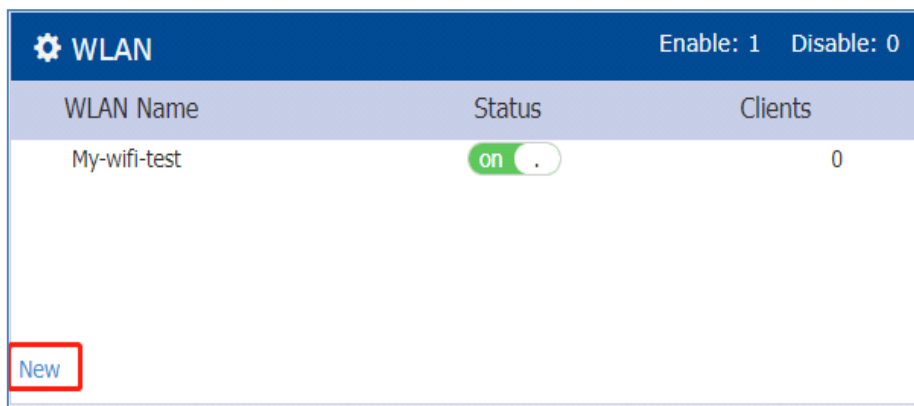 WLAN Enable: 1 Disable: 0
WLAN Name Status Clients
My-wifi-test on . 0
New